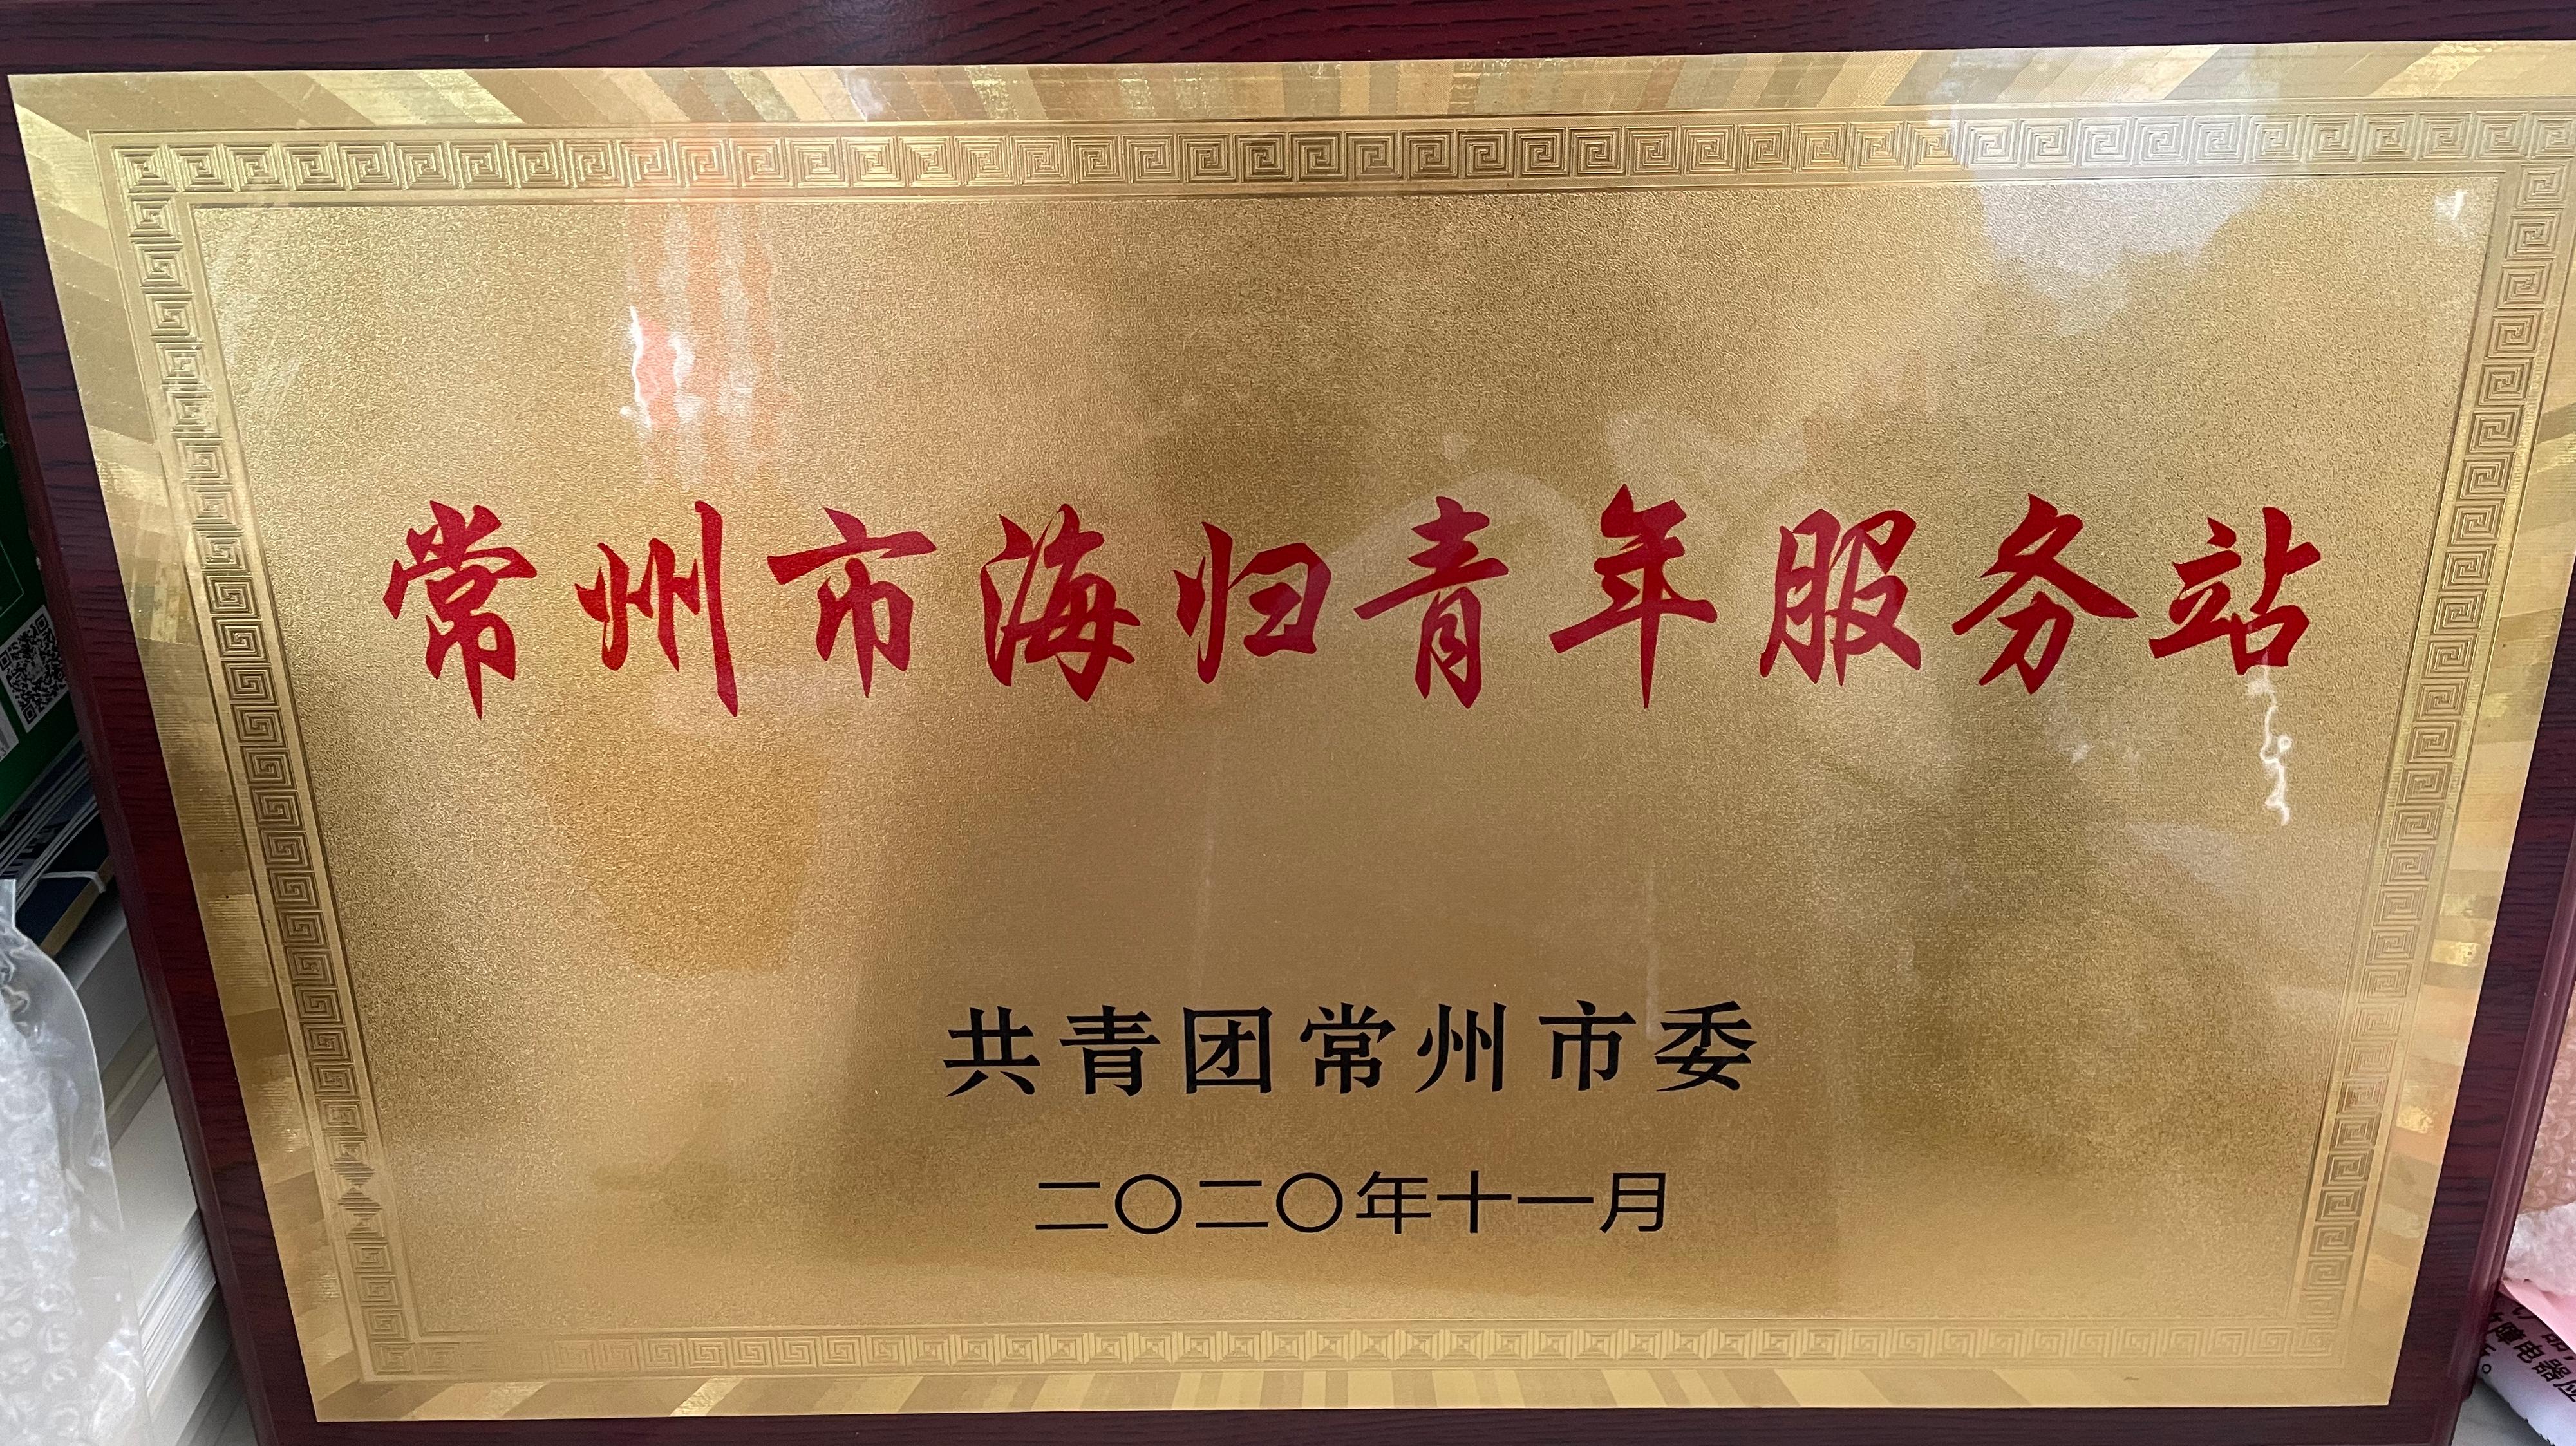 常州市海归青年服务站
共青团常州市委
二〇二〇年十一月